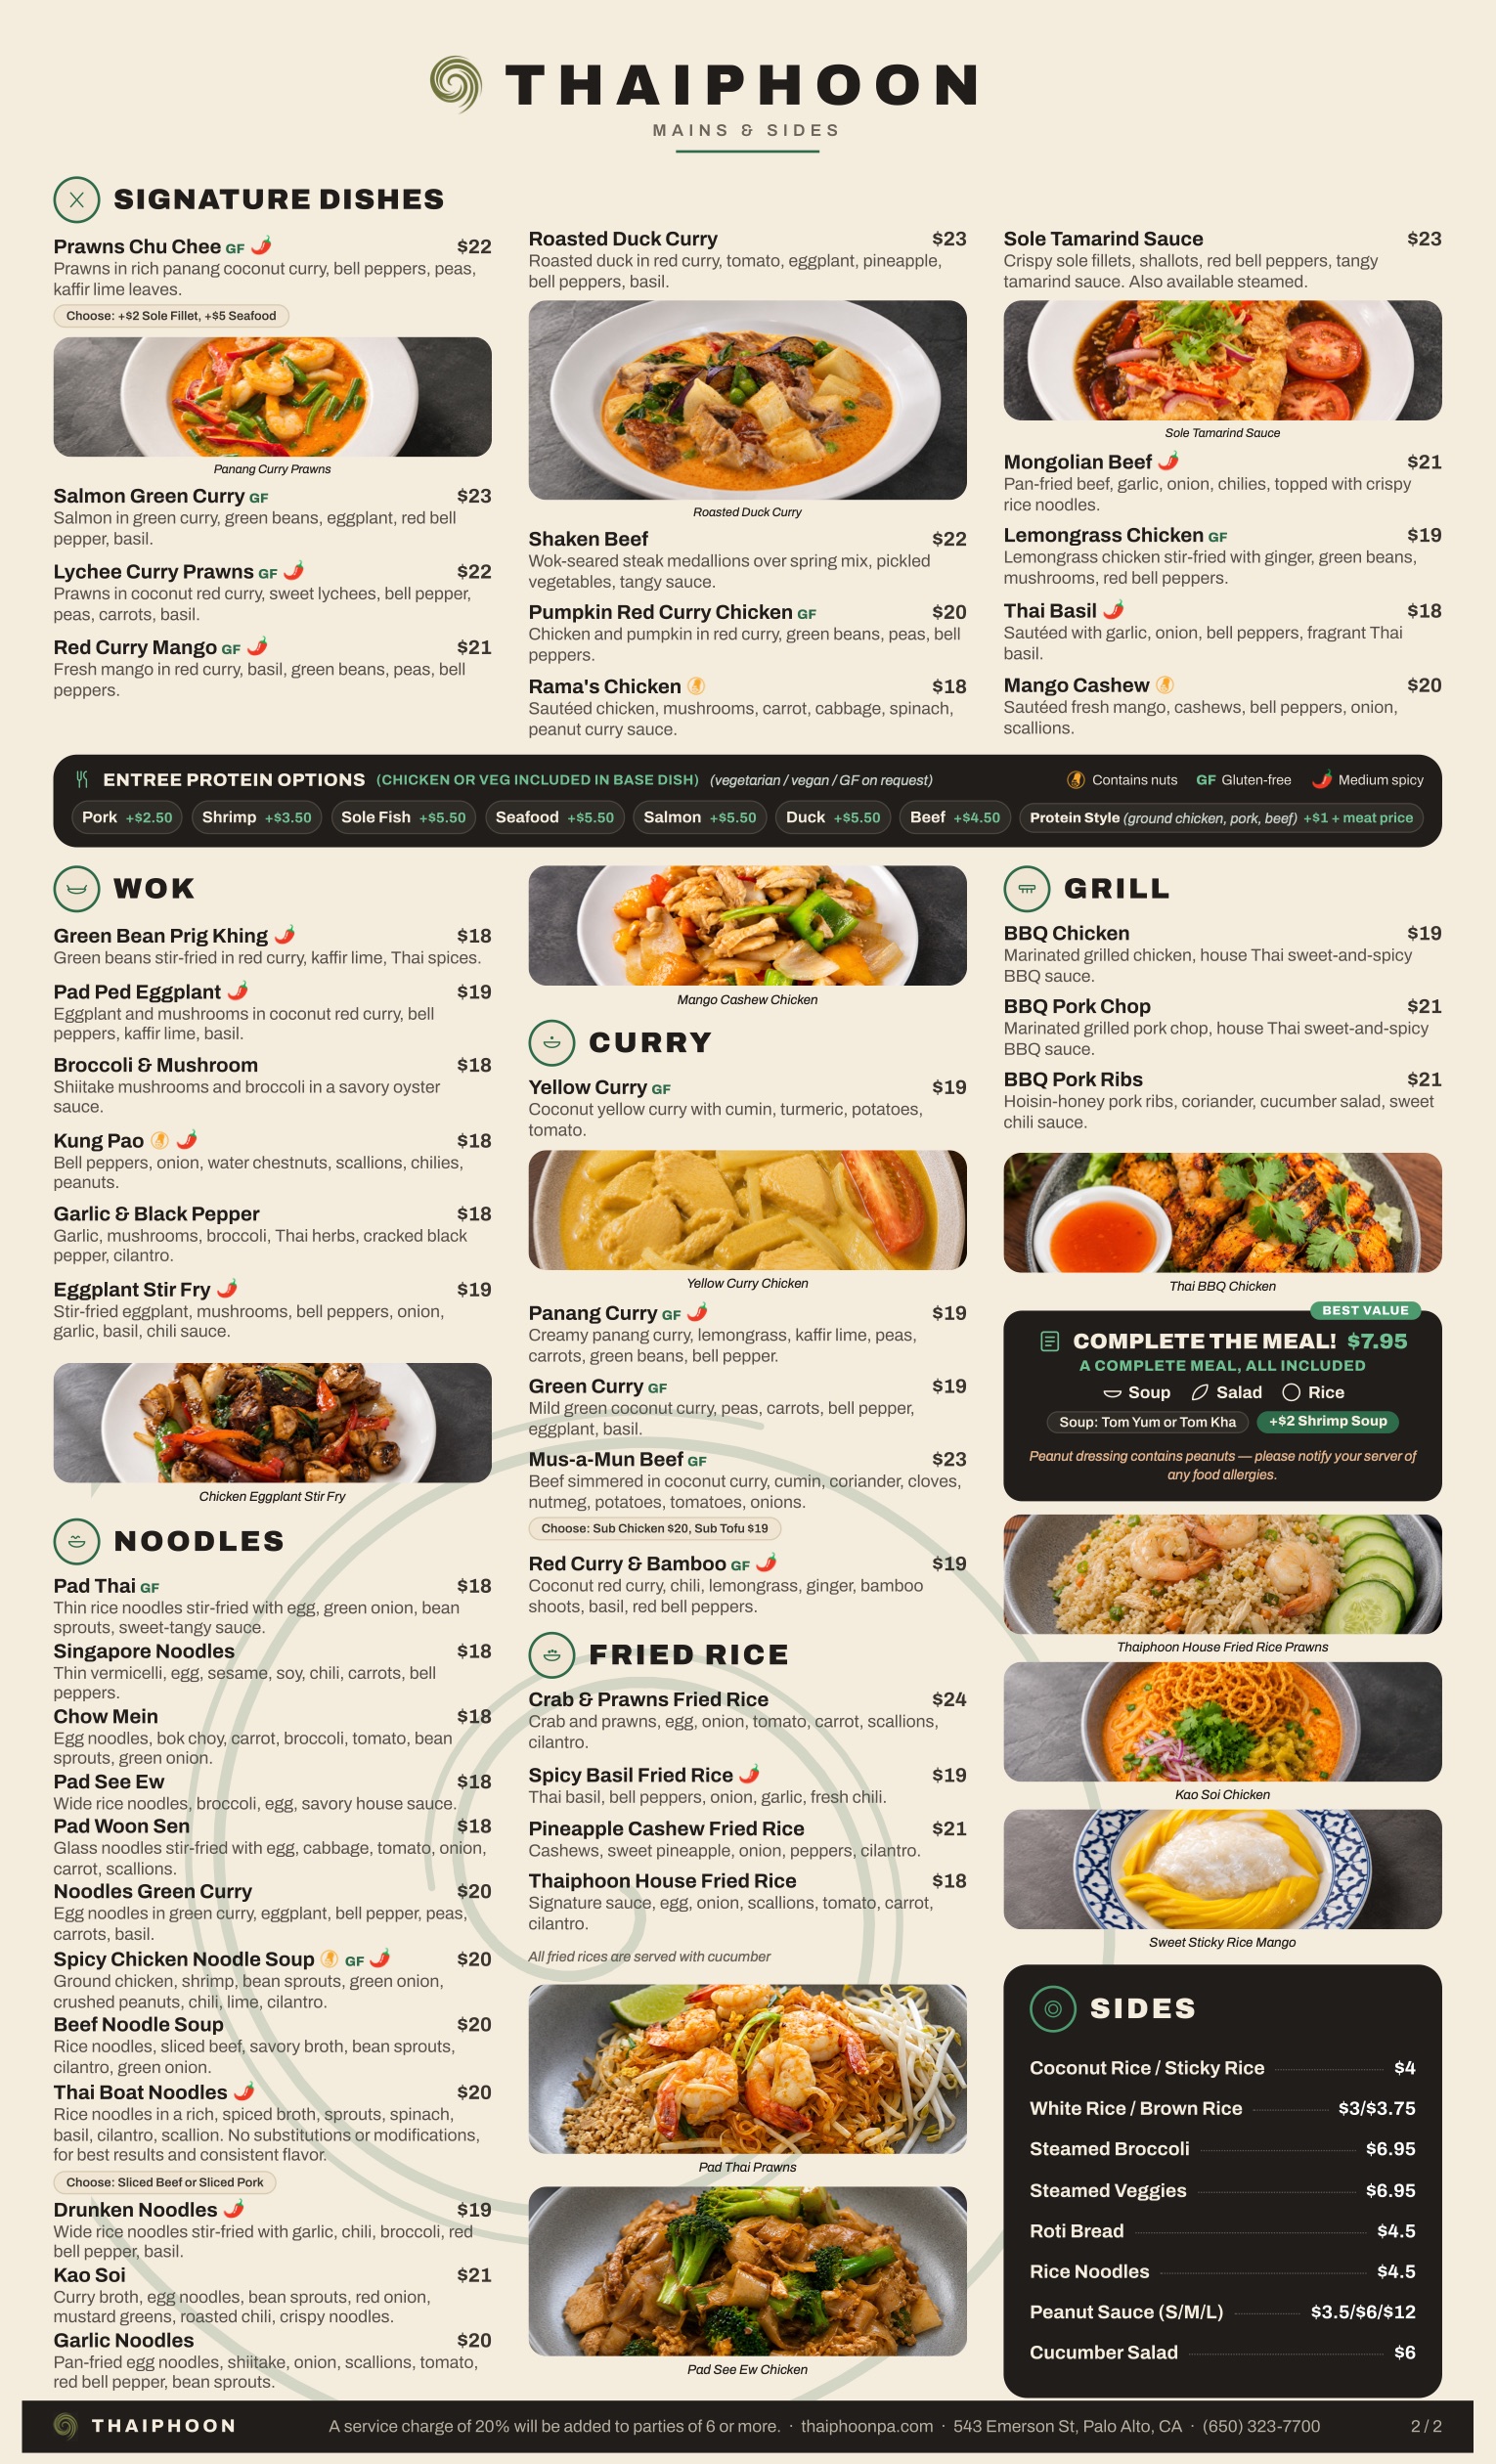 THAIPHOON
MAINS & SIDES
SIGNATURE DISHES
Prawns Chu Chee GF $22
Prawns in rich panang coconut curry, bell peppers, peas,
kaffir lime leaves.
Choose: +$2 Sole Fillet, +$5 Seafood
Panang Curry Prawns
Salmon Green Curry GF $23
Salmon in green curry, green beans, eggplant, red bell
pepper, basil.
Lychee Curry Prawns GF $22
Prawns in coconut red curry, sweet lychees, bell pepper,
peas, carrots, basil.
Red Curry Mango GF $21
Fresh mango in red curry, basil, green beans, peas, bell
peppers.
Roasted Duck Curry $23
Roasted duck in red curry, tomato, eggplant, pineapple,
bell peppers, basil.
Roasted Duck Curry
Shaken Beef $22
Wok-seared steak medallions over spring mix, pickled
vegetables, tangy sauce.
Pumpkin Red Curry Chicken GF $20
Chicken and pumpkin in red curry, green beans, peas, bell
peppers.
Rama's Chicken $18
Sautéed chicken, mushrooms, carrot, cabbage, spinach,
peanut curry sauce.
Sole Tamarind Sauce $23
Crispy sole fillets, shallots, red bell peppers, tangy
tamarind sauce. Also available steamed.
Sole Tamarind Sauce
Mongolian Beef $21
Pan-fried beef, garlic, onion, chilies, topped with crispy
rice noodles.
Lemongrass Chicken GF $19
Lemongrass chicken stir-fried with ginger, green beans,
mushrooms, red bell peppers.
Thai Basil $18
Sautéed with garlic, onion, bell peppers, fragrant Thai
basil.
Mango Cashew $20
Sautéed fresh mango, cashews, bell peppers, onion,
scallions.
ENTREE PROTEIN OPTIONS (CHICKEN OR VEG INCLUDED IN BASE DISH) (vegetarian / vegan / GF on request) Contains nuts GF Gluten-free Medium spicy
Pork +$2.50 Shrimp +$3.50 Sole Fish +$5.50 Seafood +$5.50 Salmon +$5.50 Duck +$5.50 Beef +$4.50 Protein Style (ground chicken, pork, beef) +$1 + meat price
WOK
Green Bean Prig Khing $18
Green beans stir-fried in red curry, kaffir lime, Thai spices.
Pad Ped Eggplant $19
Eggplant and mushrooms in coconut red curry, bell
peppers, kaffir lime, basil.
Broccoli & Mushroom $18
Shiitake mushrooms and broccoli in a savory oyster
sauce.
Kung Pao $18
Bell peppers, onion, water chestnuts, scallions, chilies,
peanuts.
Garlic & Black Pepper $18
Garlic, mushrooms, broccoli, Thai herbs, cracked black
pepper, cilantro.
Eggplant Stir Fry $19
Stir-fried eggplant, mushrooms, bell peppers, onion,
garlic, basil, chili sauce.
Chicken Eggplant Stir Fry
NOODLES
Pad Thai GF $18
Thin rice noodles stir-fried with egg, green onion, bean
sprouts, sweet-tangy sauce.
Singapore Noodles $18
Thin vermicelli, egg, sesame, soy, chili, carrots, bell
peppers.
Chow Mein $18
Egg noodles, bok choy, carrot, broccoli, tomato, bean
sprouts, green onion.
Pad See Ew $18
Wide rice noodles, broccoli, egg, savory house sauce.
Pad Woon Sen $18
Glass noodles stir-fried with egg, cabbage, tomato, onion,
carrot, scallions.
Noodles Green Curry $20
Egg noodles in green curry, eggplant, bell pepper, peas,
carrots, basil.
Spicy Chicken Noodle Soup GF $20
Ground chicken, shrimp, bean sprouts, green onion,
crushed peanuts, chili, lime, cilantro.
Beef Noodle Soup $20
Rice noodles, sliced beef, savory broth, bean sprouts,
cilantro, green onion.
Thai Boat Noodles $20
Rice noodles in a rich, spiced broth, sprouts, spinach,
basil, cilantro, scallion. No substitutions or modifications,
for best results and consistent flavor.
Choose: Sliced Beef or Sliced Pork
Drunken Noodles $19
Wide rice noodles stir-fried with garlic, chili, broccoli, red
bell pepper, basil.
Kao Soi $21
Curry broth, egg noodles, bean sprouts, red onion,
mustard greens, roasted chili, crispy noodles.
Garlic Noodles $20
Pan-fried egg noodles, shiitake, onion, scallions, tomato,
red bell pepper, bean sprouts.
Mango Cashew Chicken
CURRY
Yellow Curry GF $19
Coconut yellow curry with cumin, turmeric, potatoes,
tomato.
Yellow Curry Chicken
Panang Curry GF $19
Creamy panang curry, lemongrass, kaffir lime, peas,
carrots, green beans, bell pepper.
Green Curry GF $19
Mild green coconut curry, peas, carrots, bell pepper,
eggplant, basil.
Mus-a-Mun Beef GF $23
Beef simmered in coconut curry, cumin, coriander, cloves,
nutmeg, potatoes, tomatoes, onions.
Choose: Sub Chicken $20, Sub Tofu $19
Red Curry & Bamboo GF $19
Coconut red curry, chili, lemongrass, ginger, bamboo
shoots, basil, red bell peppers.
FRIED RICE
Crab & Prawns Fried Rice $24
Crab and prawns, egg, onion, tomato, carrot, scallions,
cilantro.
Spicy Basil Fried Rice $19
Thai basil, bell peppers, onion, garlic, fresh chili.
Pineapple Cashew Fried Rice $21
Cashews, sweet pineapple, onion, peppers, cilantro.
Thaiphoon House Fried Rice $18
Signature sauce, egg, onion, scallions, tomato, carrot,
cilantro.
All fried rices are served with cucumber
Pad Thai Prawns
Pad See Ew Chicken
GRILL
BBQ Chicken $19
Marinated grilled chicken, house Thai sweet-and-spicy
BBQ sauce.
BBQ Pork Chop $21
Marinated grilled pork chop, house Thai sweet-and-spicy
BBQ sauce.
BBQ Pork Ribs $21
Hoisin-honey pork ribs, coriander, cucumber salad, sweet
chili sauce.
Thai BBQ Chicken
BEST VALUE
COMPLETE THE MEAL! $7.95
A COMPLETE MEAL, ALL INCLUDED
Soup Salad Rice
Soup: Tom Yum or Tom Kha +$2 Shrimp Soup
Peanut dressing contains peanuts — please notify your server of
any food allergies.
Thaiphoon House Fried Rice Prawns
Kao Soi Chicken
Sweet Sticky Rice Mango
SIDES
Coconut Rice / Sticky Rice $4
White Rice / Brown Rice $3/$3.75
Steamed Broccoli $6.95
Steamed Veggies $6.95
Roti Bread $4.5
Rice Noodles $4.5
Peanut Sauce (S/M/L) $3.5/$6/$12
Cucumber Salad $6
THAIPHOON A service charge of 20% will be added to parties of 6 or more. · thaiphoonpa.com · 543 Emerson St, Palo Alto, CA · (650) 323-7700 2 / 2